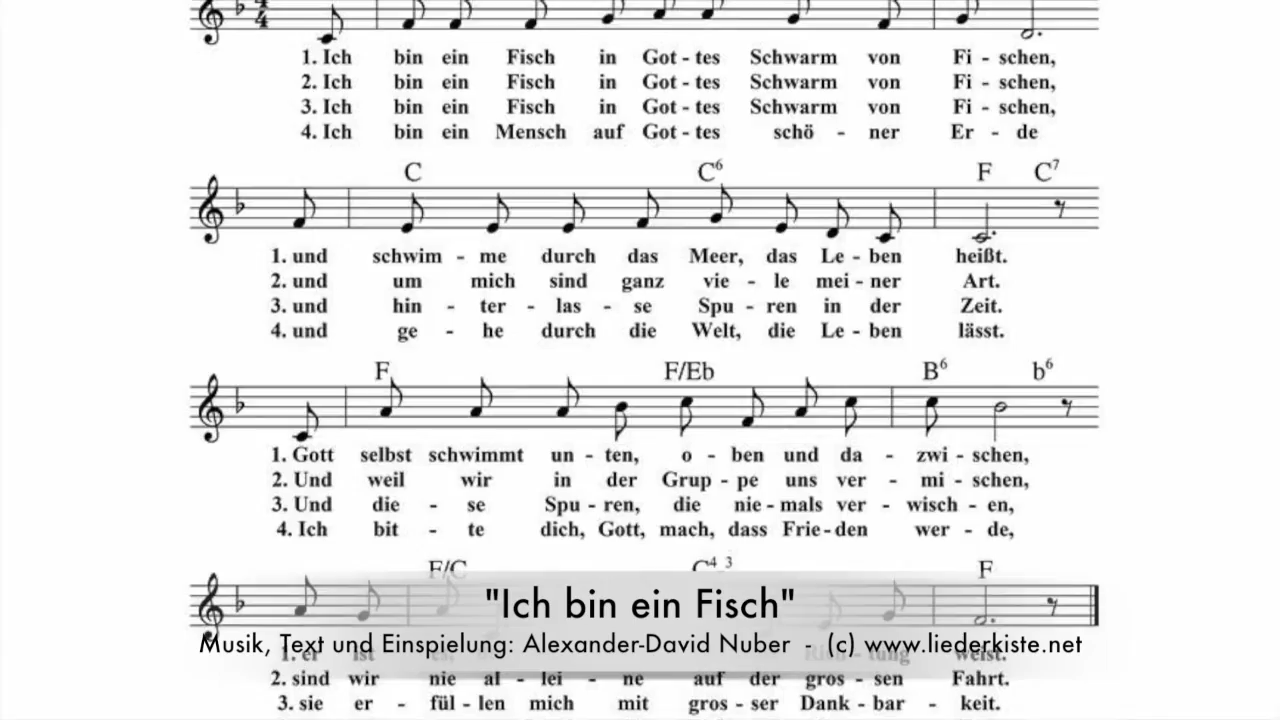 1. Ich bin ein Fisch in Got - tes Schwarm von Fi - schen,
2. Ich bin ein Fisch in Got - tes Schwarm von Fi - schen,
3. Ich bin ein Fisch in Got - tes Schwarm von Fi - schen,
4. Ich bin ein Mensch auf Got - tes schö - ner Er - de
C C6 F C7
1. und schwim - me durch das Meer, das Le - ben heißt.
2. und um mich sind ganz vie - le mei - ner Art.
3. und hin - ter - las - se Spu - ren in der Zeit.
4. und ge - he durch die Welt, die Le - ben lässt.
F F/Eb B6 b6
1. Gott selbst schwimmt un - ten, o - ben und da - zwi - schen,
2. Und weil wir in der Grup - pe uns ver - mi - schen,
3. Und die - se Spu - ren, die nie - mals ver - wisch - en,
4. Ich bit - te dich, Gott, mach, dass Frie - den wer - de,
F/C C4 3 F
"Ich bin ein Fisch"
Musik, Text und Einspielung: Alexander-David Nuber - (c) www.liederkiste.net
1. er ist Rich - tung weist.
2. sind wir nie al - lei - ne auf der gros - sen Fahrt.
3. sie er - fül - len mich mit gros - ser Dank - bar - keit.